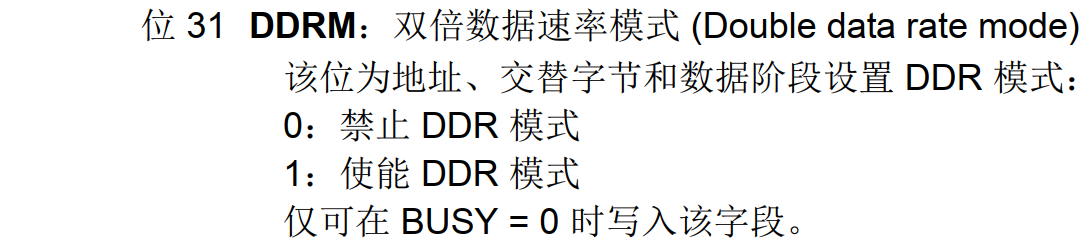 位 31 DDRM：双倍数据速率模式 (Double data rate mode)
该位为地址、交替字节和数据阶段设置 DDR 模式：
0：禁止 DDR 模式
1：使能 DDR 模式
仅可在 BUSY = 0 时写入该字段。